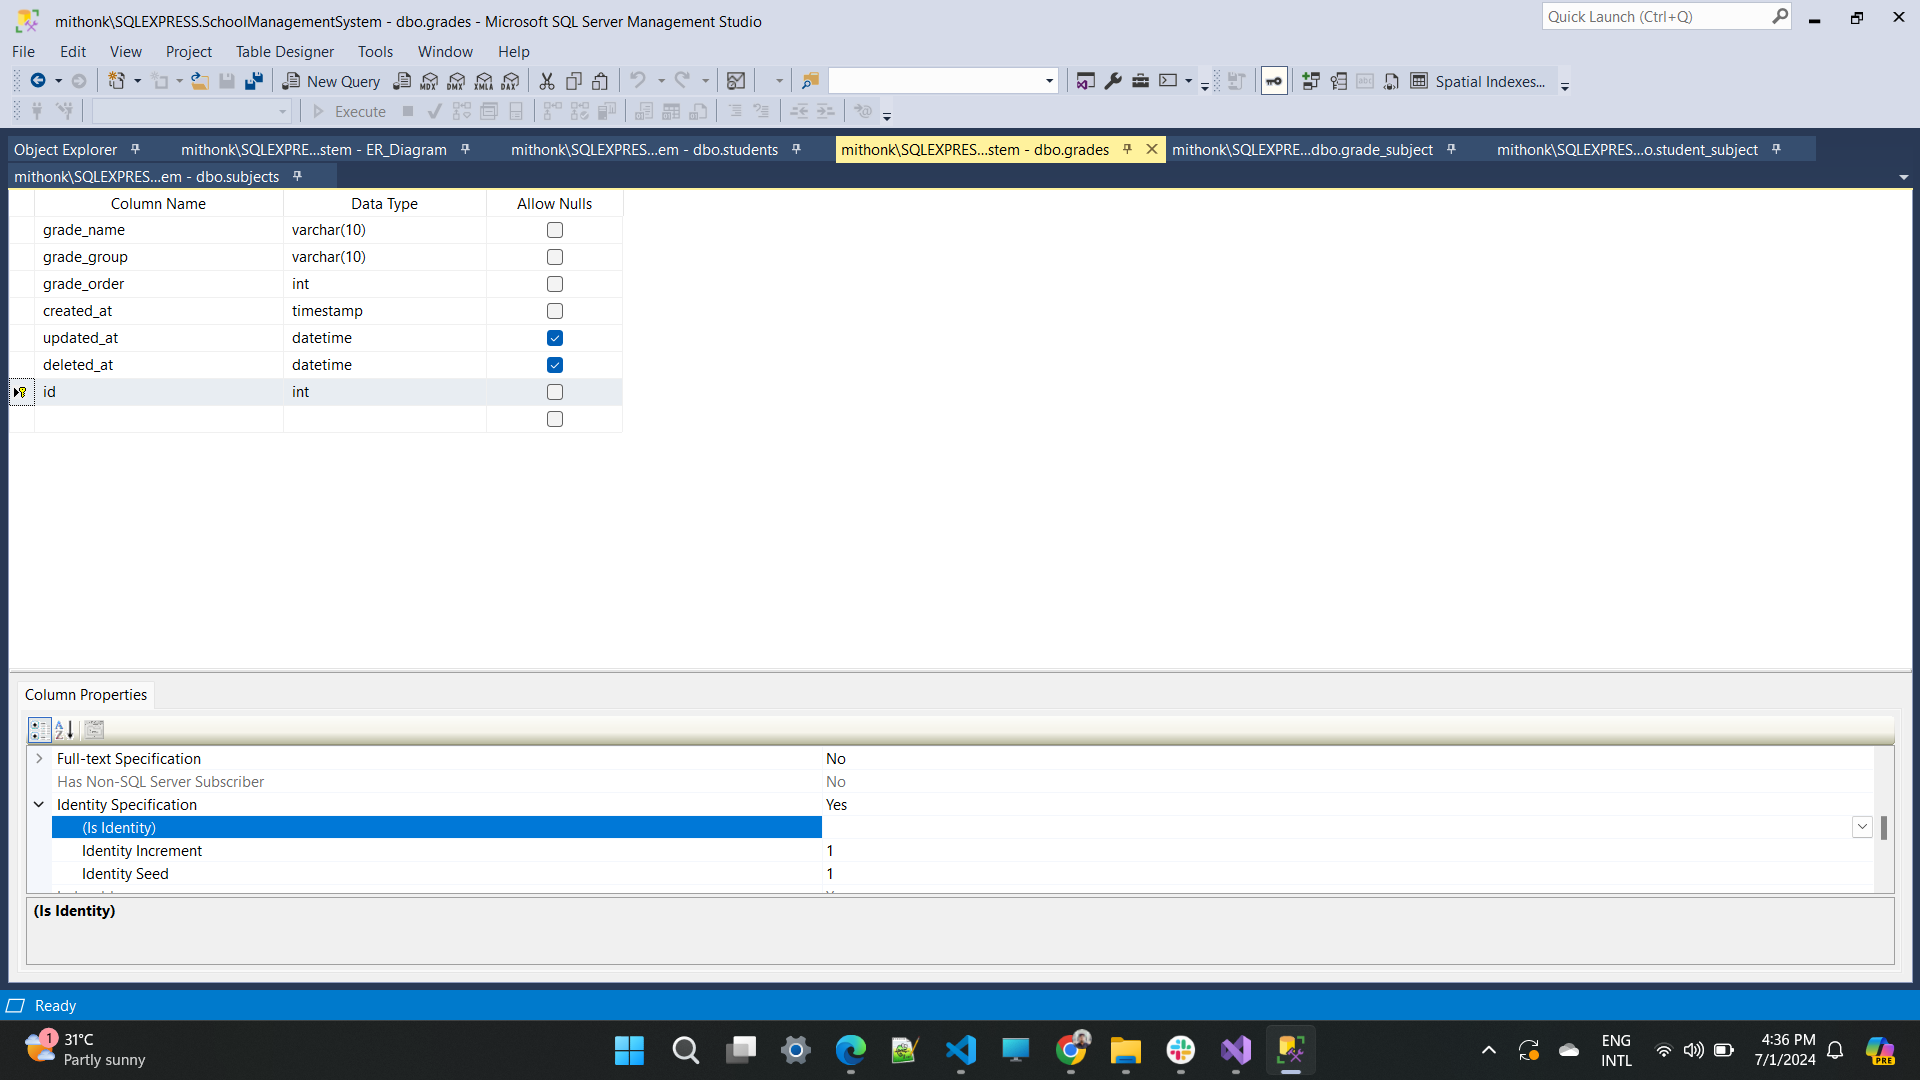 mithonk\SQLEXPRESS.SchoolManagementSystem - dbo.grades - Microsoft SQL Server Management Studio
Quick Launch (Ctrl+Q)
File Edit View Project Table Designer Tools Window Help
New Query MDX DMX XMLA DAX Spatial Indexes...
Execute
Object Explorer mithonk\SQLEXPRE...stem - ER_Diagram mithonk\SQLEXPRES...em - dbo.students mithonk\SQLEXPRES...stem - dbo.grades mithonk\SQLEXPRE...dbo.grade_subject mithonk\SQLEXPRES...o.student_subject
mithonk\SQLEXPRES...em - dbo.subjects
Column Name Data Type Allow Nulls
grade_name varchar(10)
grade_group varchar(10)
grade_order int
created_at timestamp
updated_at datetime
deleted_at datetime
id int
Column Properties
Full-text Specification No
Has Non-SQL Server Subscriber No
Identity Specification Yes
(Is Identity)
Identity Increment 1
Identity Seed 1
(Is Identity)
Ready
1
31°C
Partly sunny
ENG
INTL
4:36 PM
7/1/2024
PRE